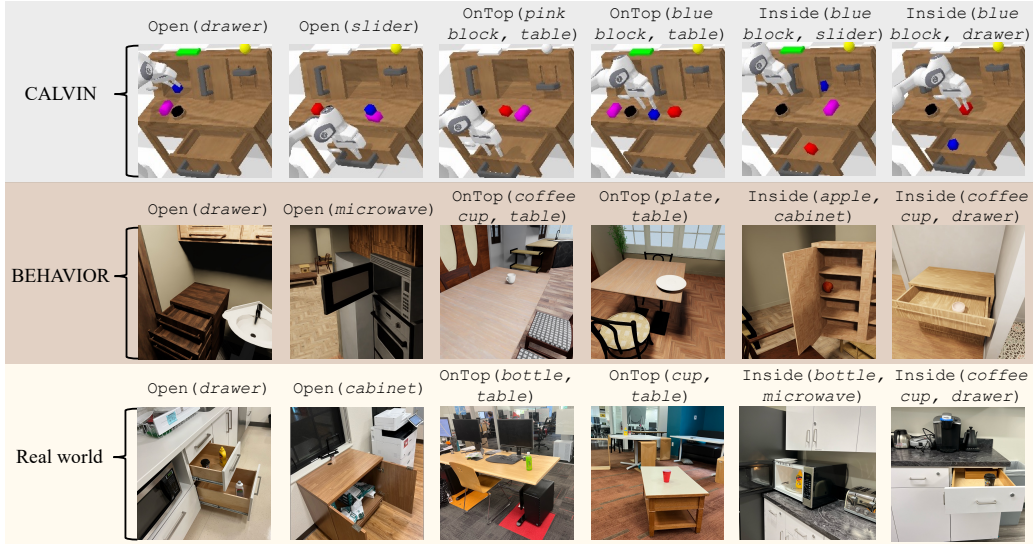 Open(drawer)
Open(slider)
OnTop(pink
block, table)
OnTop(blue
block, table)
Inside(blue
block, slider)
Inside(blue
block, drawer)
CALVIN
Open(drawer)
Open(microwave)
OnTop(coffee
cup, table)
OnTop(plate,
table)
Inside(apple,
cabinet)
Inside(coffee
cup, drawer)
BEHAVIOR
Open(drawer)
Open(cabinet)
OnTop(bottle,
table)
OnTop(cup,
table)
Inside(bottle,
microwave)
Inside(coffee
cup, drawer)
Real world